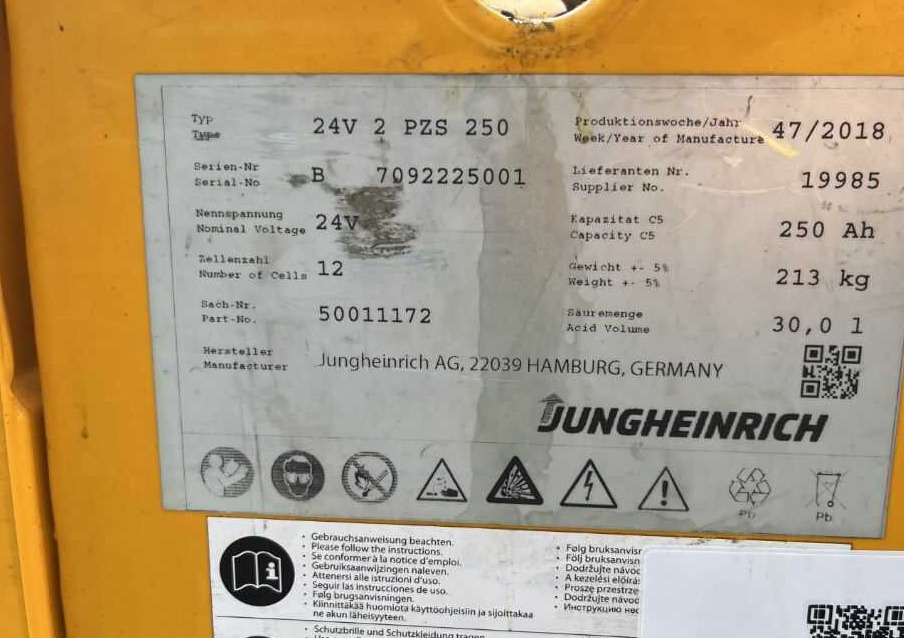 Typ
Type
24V 2 PZS 250
Produktionswoche/Jahr
Week/Year of Manufacture
47/2018
Serien-Nr
Serial-No
B 7092225001
Lieferanten Nr.
Supplier No.
19985
Nennspannung
Nominal Voltage
24V
Kapazitat C5
Capacity C5
250 Ah
Zellenzahl
Number of Cells
12
Gewicht +- 5%
Weight +- 5%
213 kg
Sach-Nr.
Part-No.
50011172
Säuremenge
Acid Volume
30,0 l
Hersteller
Manufacturer
Jungheinrich AG, 22039 HAMBURG, GERMANY
JUNGHEINRICH
Pb
Pb
• Gebrauchsanweisung beachten.
• Please follow the instructions.
• Se conformer à la notice d'emploi.
• Gebruiksaanwijzingen naleven.
• Attenersi alle istruzioni d'uso.
• Seguir las instrucciones de uso.
• Følg brugsanvisningen.
• Kiinnittäkää huomiota käyttöohjeisiin ja sijoittakaa
ne akun läheisyyteen.
• Følg bruksanvisn
• Följ bruksanvisn
• Dodržujte návod
• A kezelési előírás
• Proszę przestrze
• Dodržte návod
• Инструкцию
• Schutzbrille und Schutzkleidung tragen